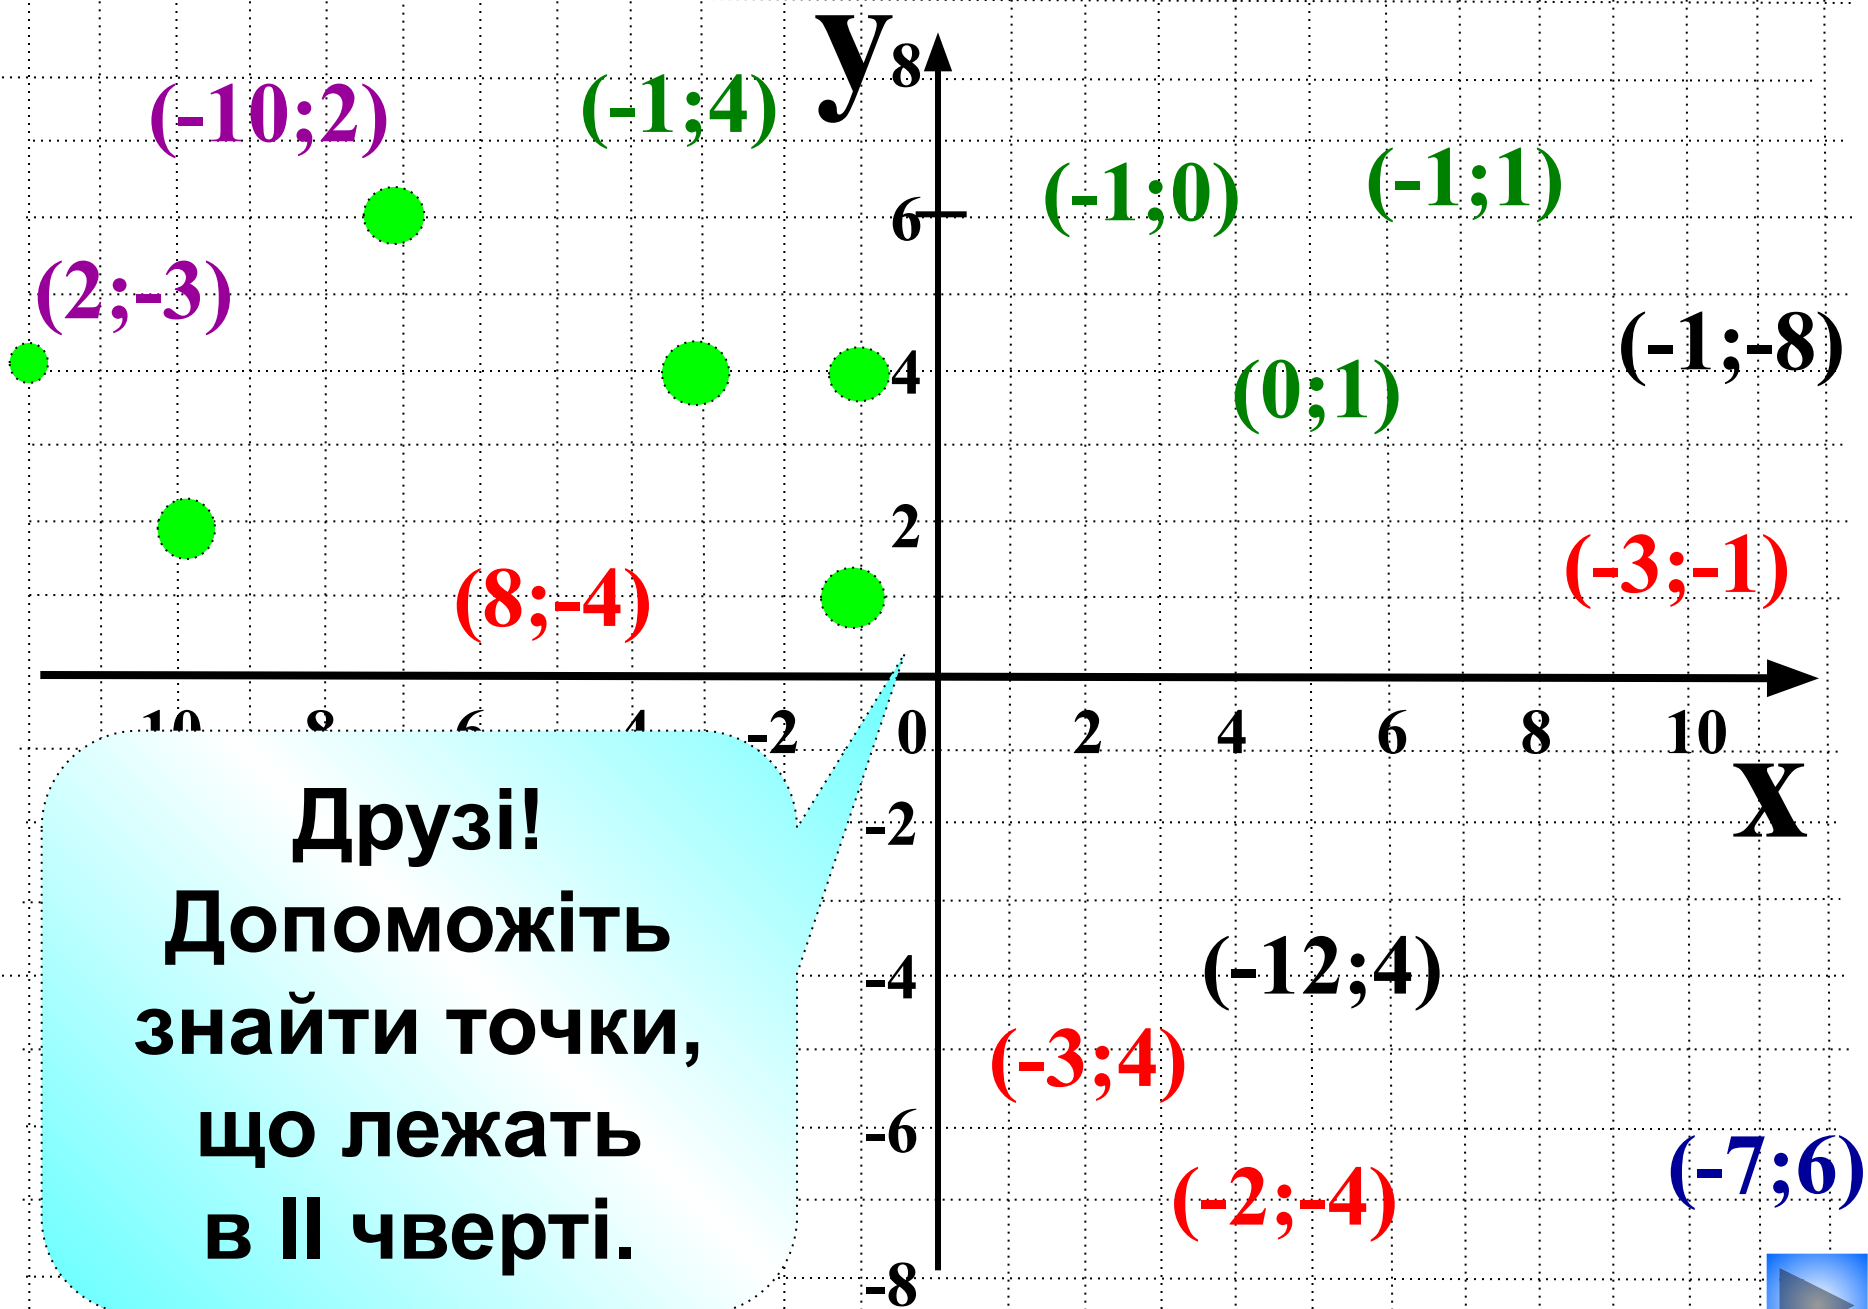 y
8
(-10;2)
(-1;4)
(-1;0)
(-1;1)
6
(2;-3)
(-1;-8)
4
(0;1)
2
(8;-4)
(-3;-1)
-2 0 2 4 6 8 10
x
Друзі!
Допоможіть
знайти точки,
що лежать
в II чверті.
-2
-4
(-12;4)
(-3;4)
-6
(-7;6)
(-2;-4)
-8